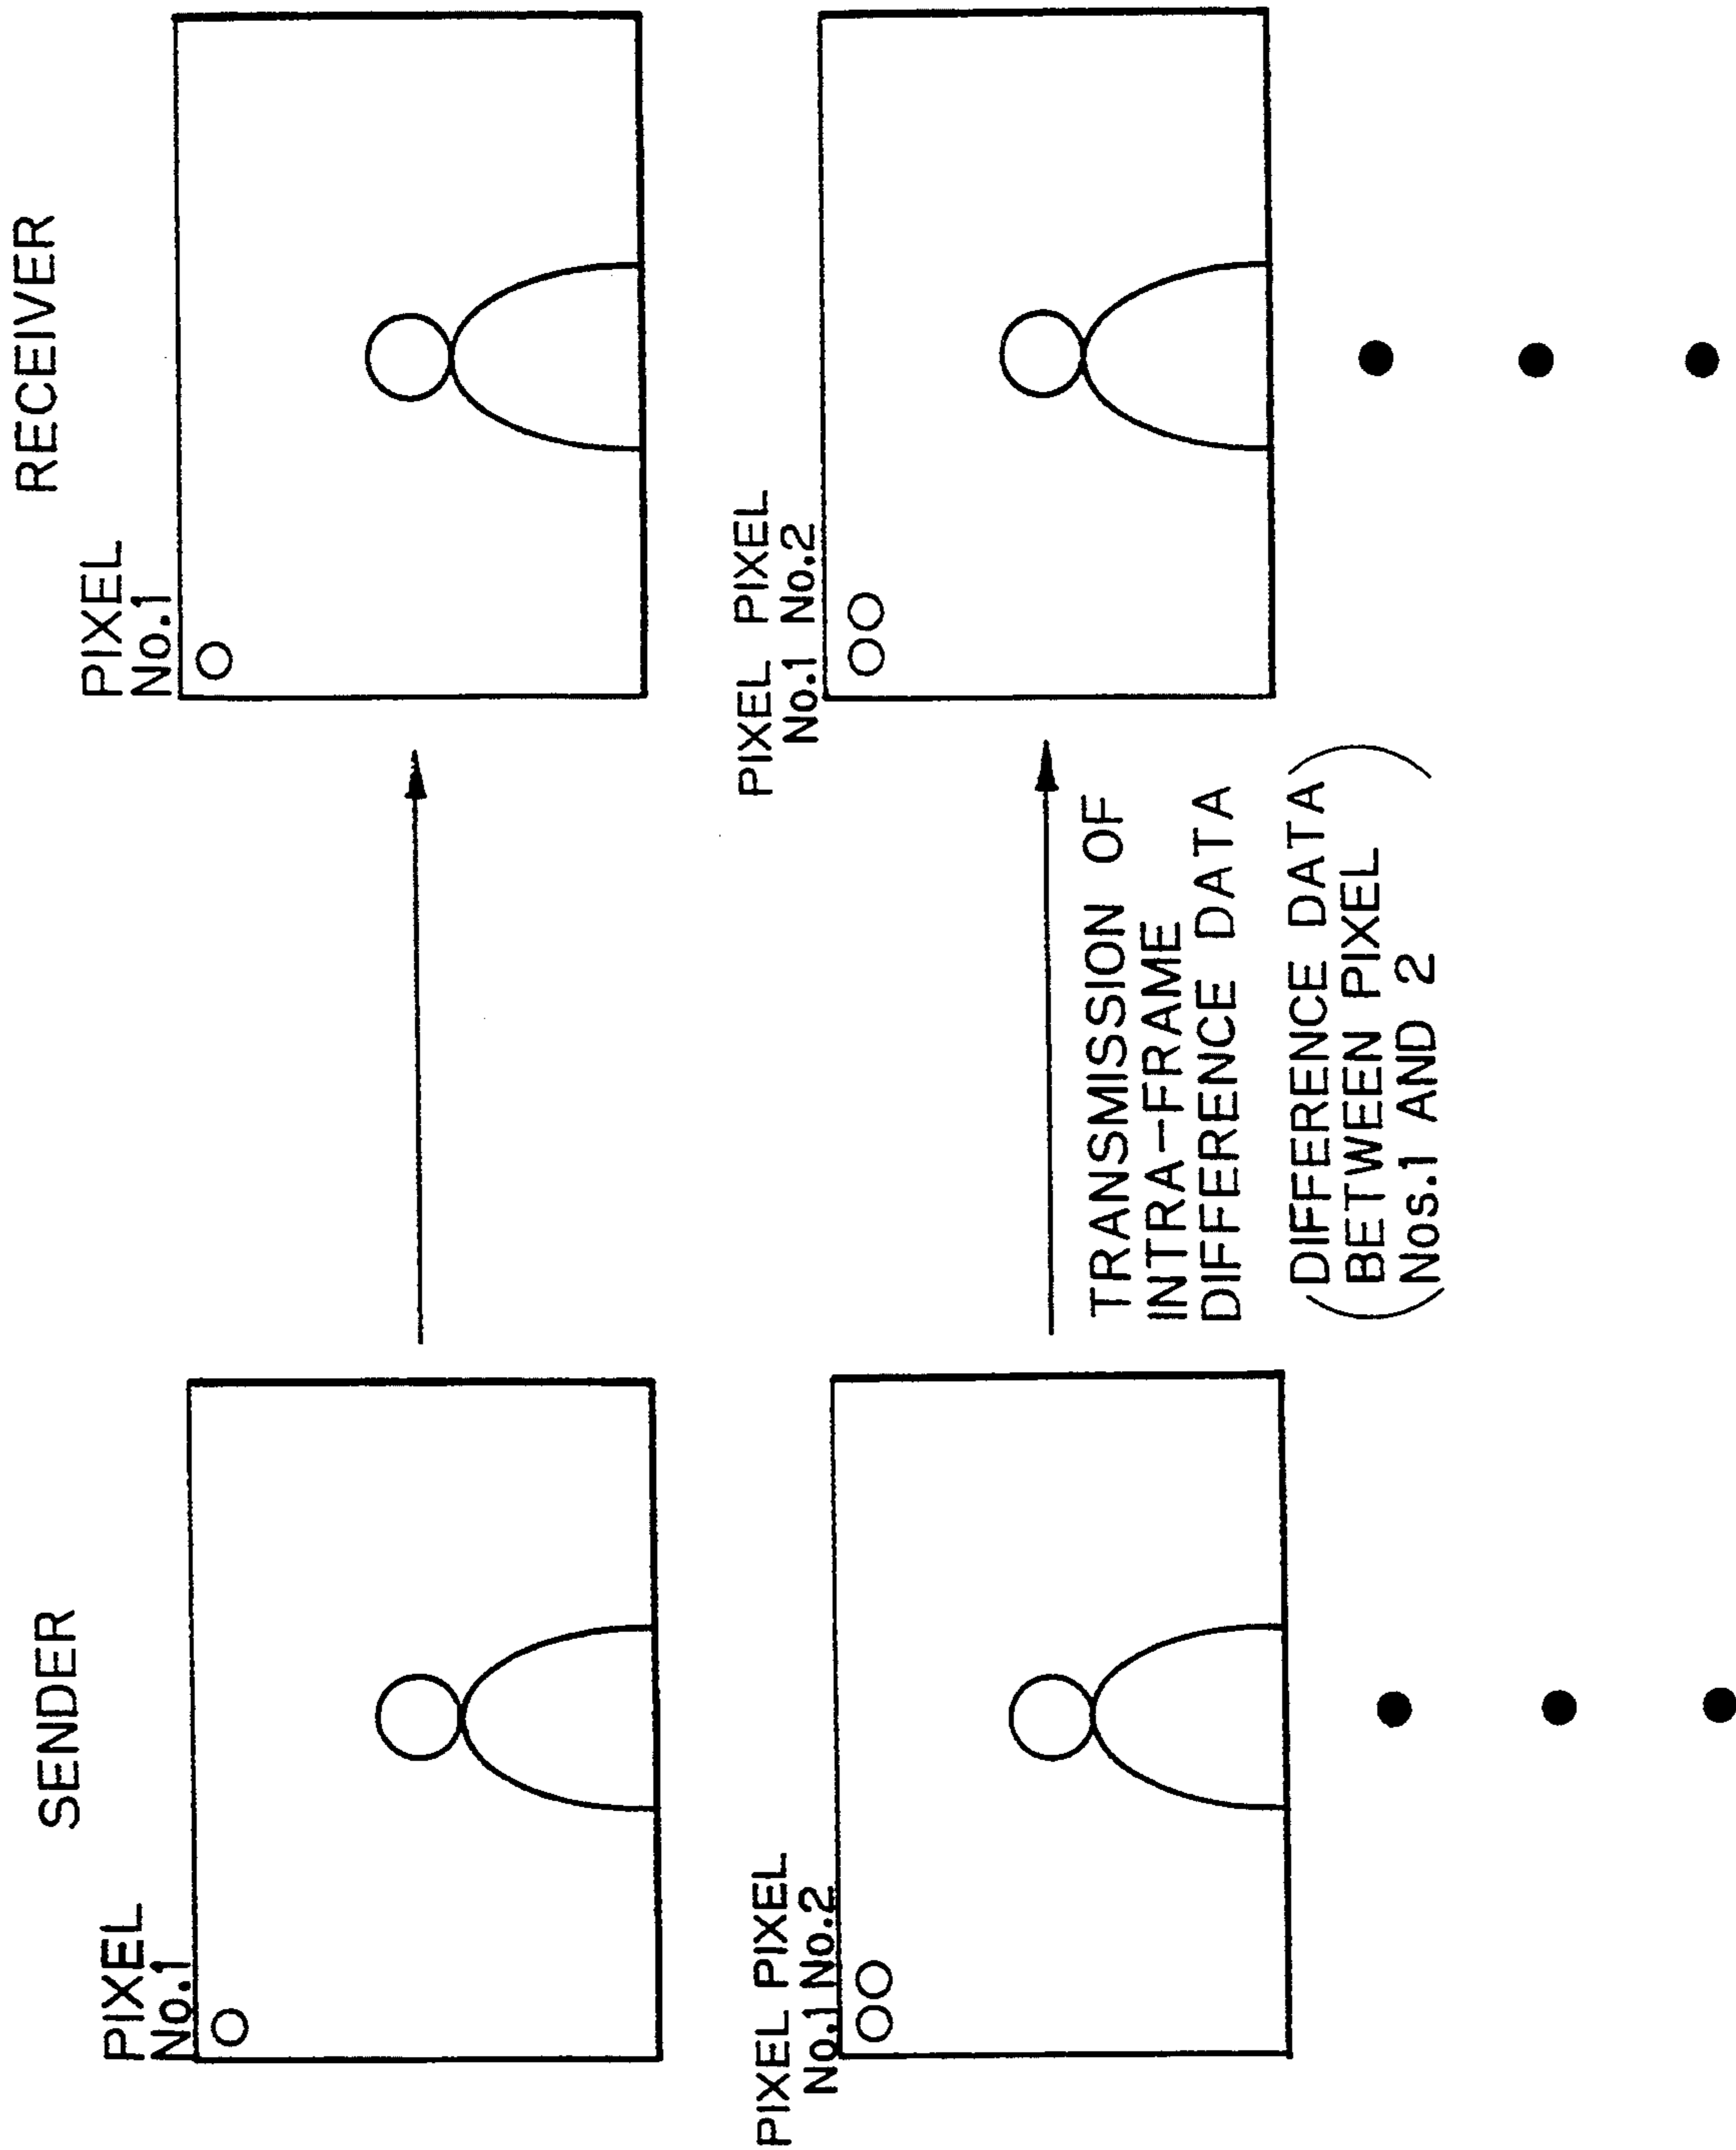 SENDER
RECEIVER
PIXEL
No.1
PIXEL
No.1
PIXEL PIXEL
No.1 No.2
TRANSMISSION OF
INTRA-FRAME
DIFFERENCE DATA
(DIFFERENCE DATA
BETWEEN PIXEL
Nos.1 AND 2)
PIXEL PIXEL
No.1 No.2